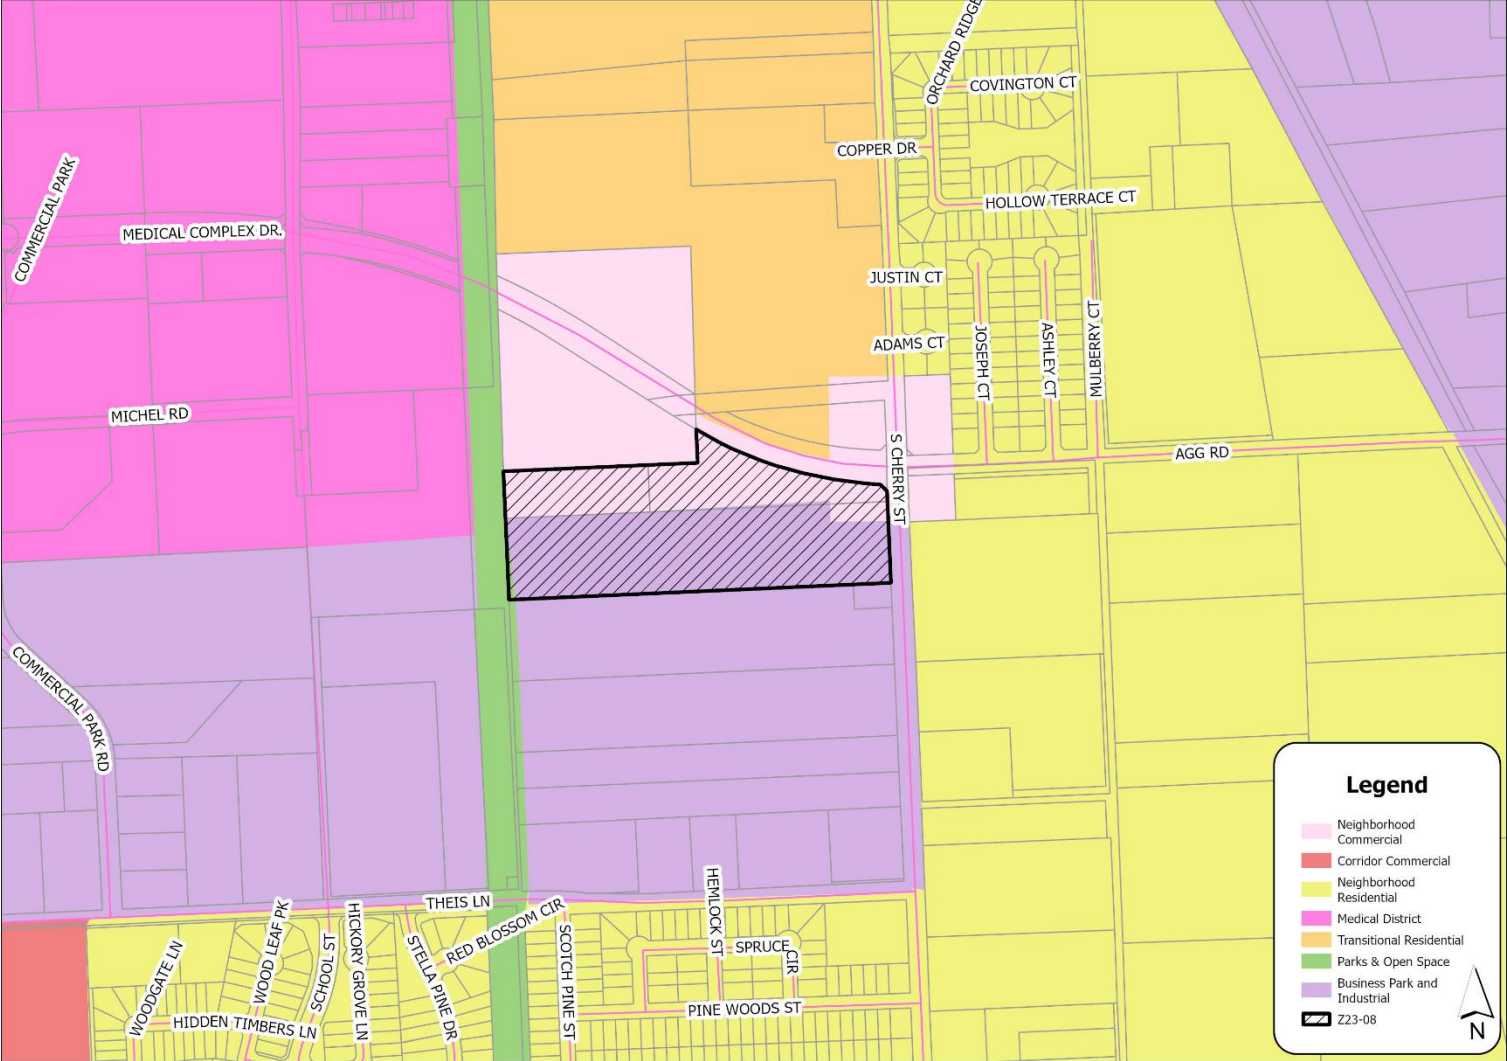 ORCHARD RIDGE
COVINGTON CT
COPPER DR
COMMERCIAL PARK
HOLLOW TERRACE CT
MEDICAL COMPLEX DR.
JUSTIN CT
ADAMS CT
JOSEPH CT
ASHLEY CT
MULBERRY CT
MICHEL RD
S CHERRY ST
AGG RD
COMMERCIAL PARK RD
THEIS LN
RED BLOSSOM CIR
HEMLOCK ST
WOODGATE LN
WOOD LEAF PK
SCHOOL ST
HICKORY GROVE LN
STELLA PINE DR
SCOTCH PINE ST
SPRUCE
CIR
PINE WOODS ST
HIDDEN TIMBERS LN
Legend
Neighborhood
Commercial
Corridor Commercial
Neighborhood
Residential
Medical District
Transitional Residential
Parks & Open Space
Business Park and
Industrial
Z23-08
N